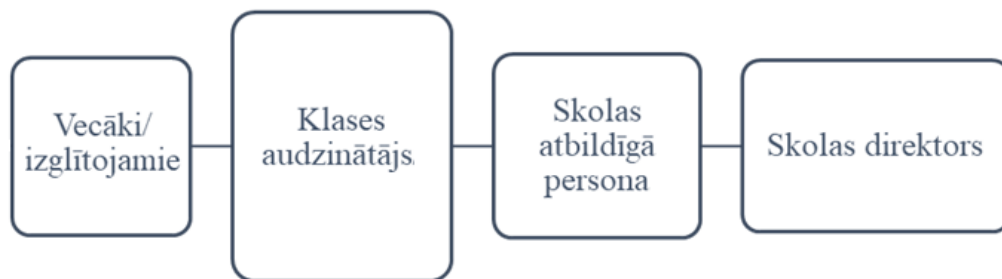 Vecāki/
izglītojamie
Klases
audzinātājs
Skolas
atbildīgā
persona
Skolas direktors